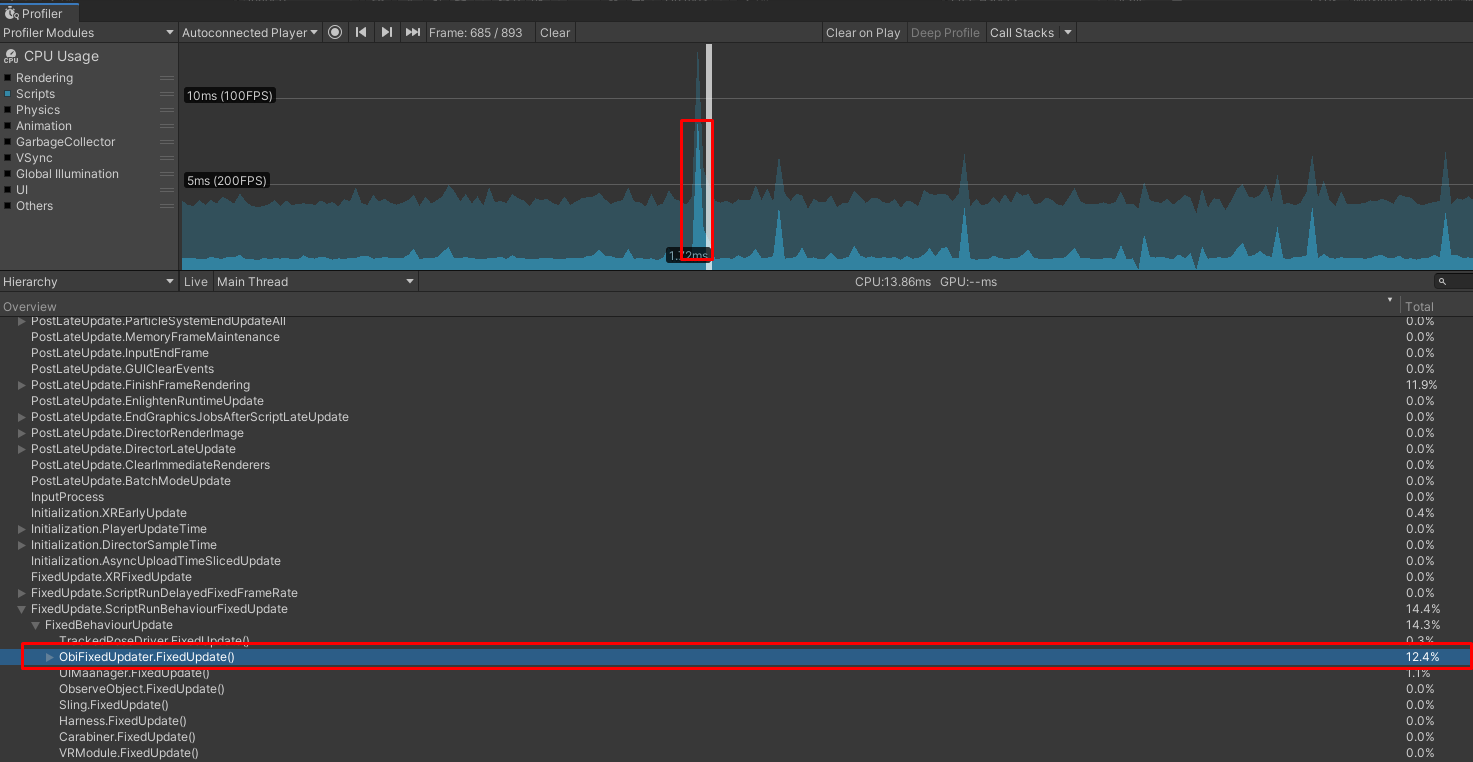 Profiler
Profiler Modules Autoconnected Player Frame: 685 / 893 Clear Clear on Play Deep Profile Call Stacks
CPU Usage
CPU
Rendering
Scripts
Physics
Animation
GarbageCollector
VSync
Global Illumination
UI
Others
10ms (100FPS)
5ms (200FPS)
1.72ms
Hierarchy Live Main Thread CPU:13.86ms GPU:--ms
Overview Total
PostLateUpdate.ParticleSystemEndUpdateAll 0.0%
PostLateUpdate.MemoryFrameMaintenance 0.0%
PostLateUpdate.InputEndFrame 0.0%
PostLateUpdate.GUIClearEvents 0.0%
PostLateUpdate.FinishFrameRendering 11.9%
PostLateUpdate.EnlightenRuntimeUpdate 0.0%
PostLateUpdate.EndGraphicsJobsAfterScriptLateUpdate 0.0%
PostLateUpdate.DirectorRenderImage 0.0%
PostLateUpdate.DirectorLateUpdate 0.0%
PostLateUpdate.ClearImmediateRenderers 0.0%
PostLateUpdate.BatchModeUpdate 0.0%
InputProcess 0.0%
Initialization.XREarlyUpdate 0.4%
Initialization.PlayerUpdateTime 0.0%
Initialization.DirectorSampleTime 0.0%
Initialization.AsyncUploadTimeSlicedUpdate 0.0%
FixedUpdate.XRFixedUpdate 0.0%
FixedUpdate.ScriptRunDelayedFixedFrameRate 0.0%
FixedUpdate.ScriptRunBehaviourFixedUpdate 14.4%
FixedBehaviourUpdate 14.3%
TrackedPoseDriver.FixedUpdate() 0.3%
ObiFixedUpdater.FixedUpdate() 12.4%
UIMaanager.FixedUpdate() 1.1%
ObserveObject.FixedUpdate() 0.0%
Sling.FixedUpdate() 0.0%
Harness.FixedUpdate() 0.0%
Carabiner.FixedUpdate() 0.0%
VRModule.FixedUpdate() 0.0%